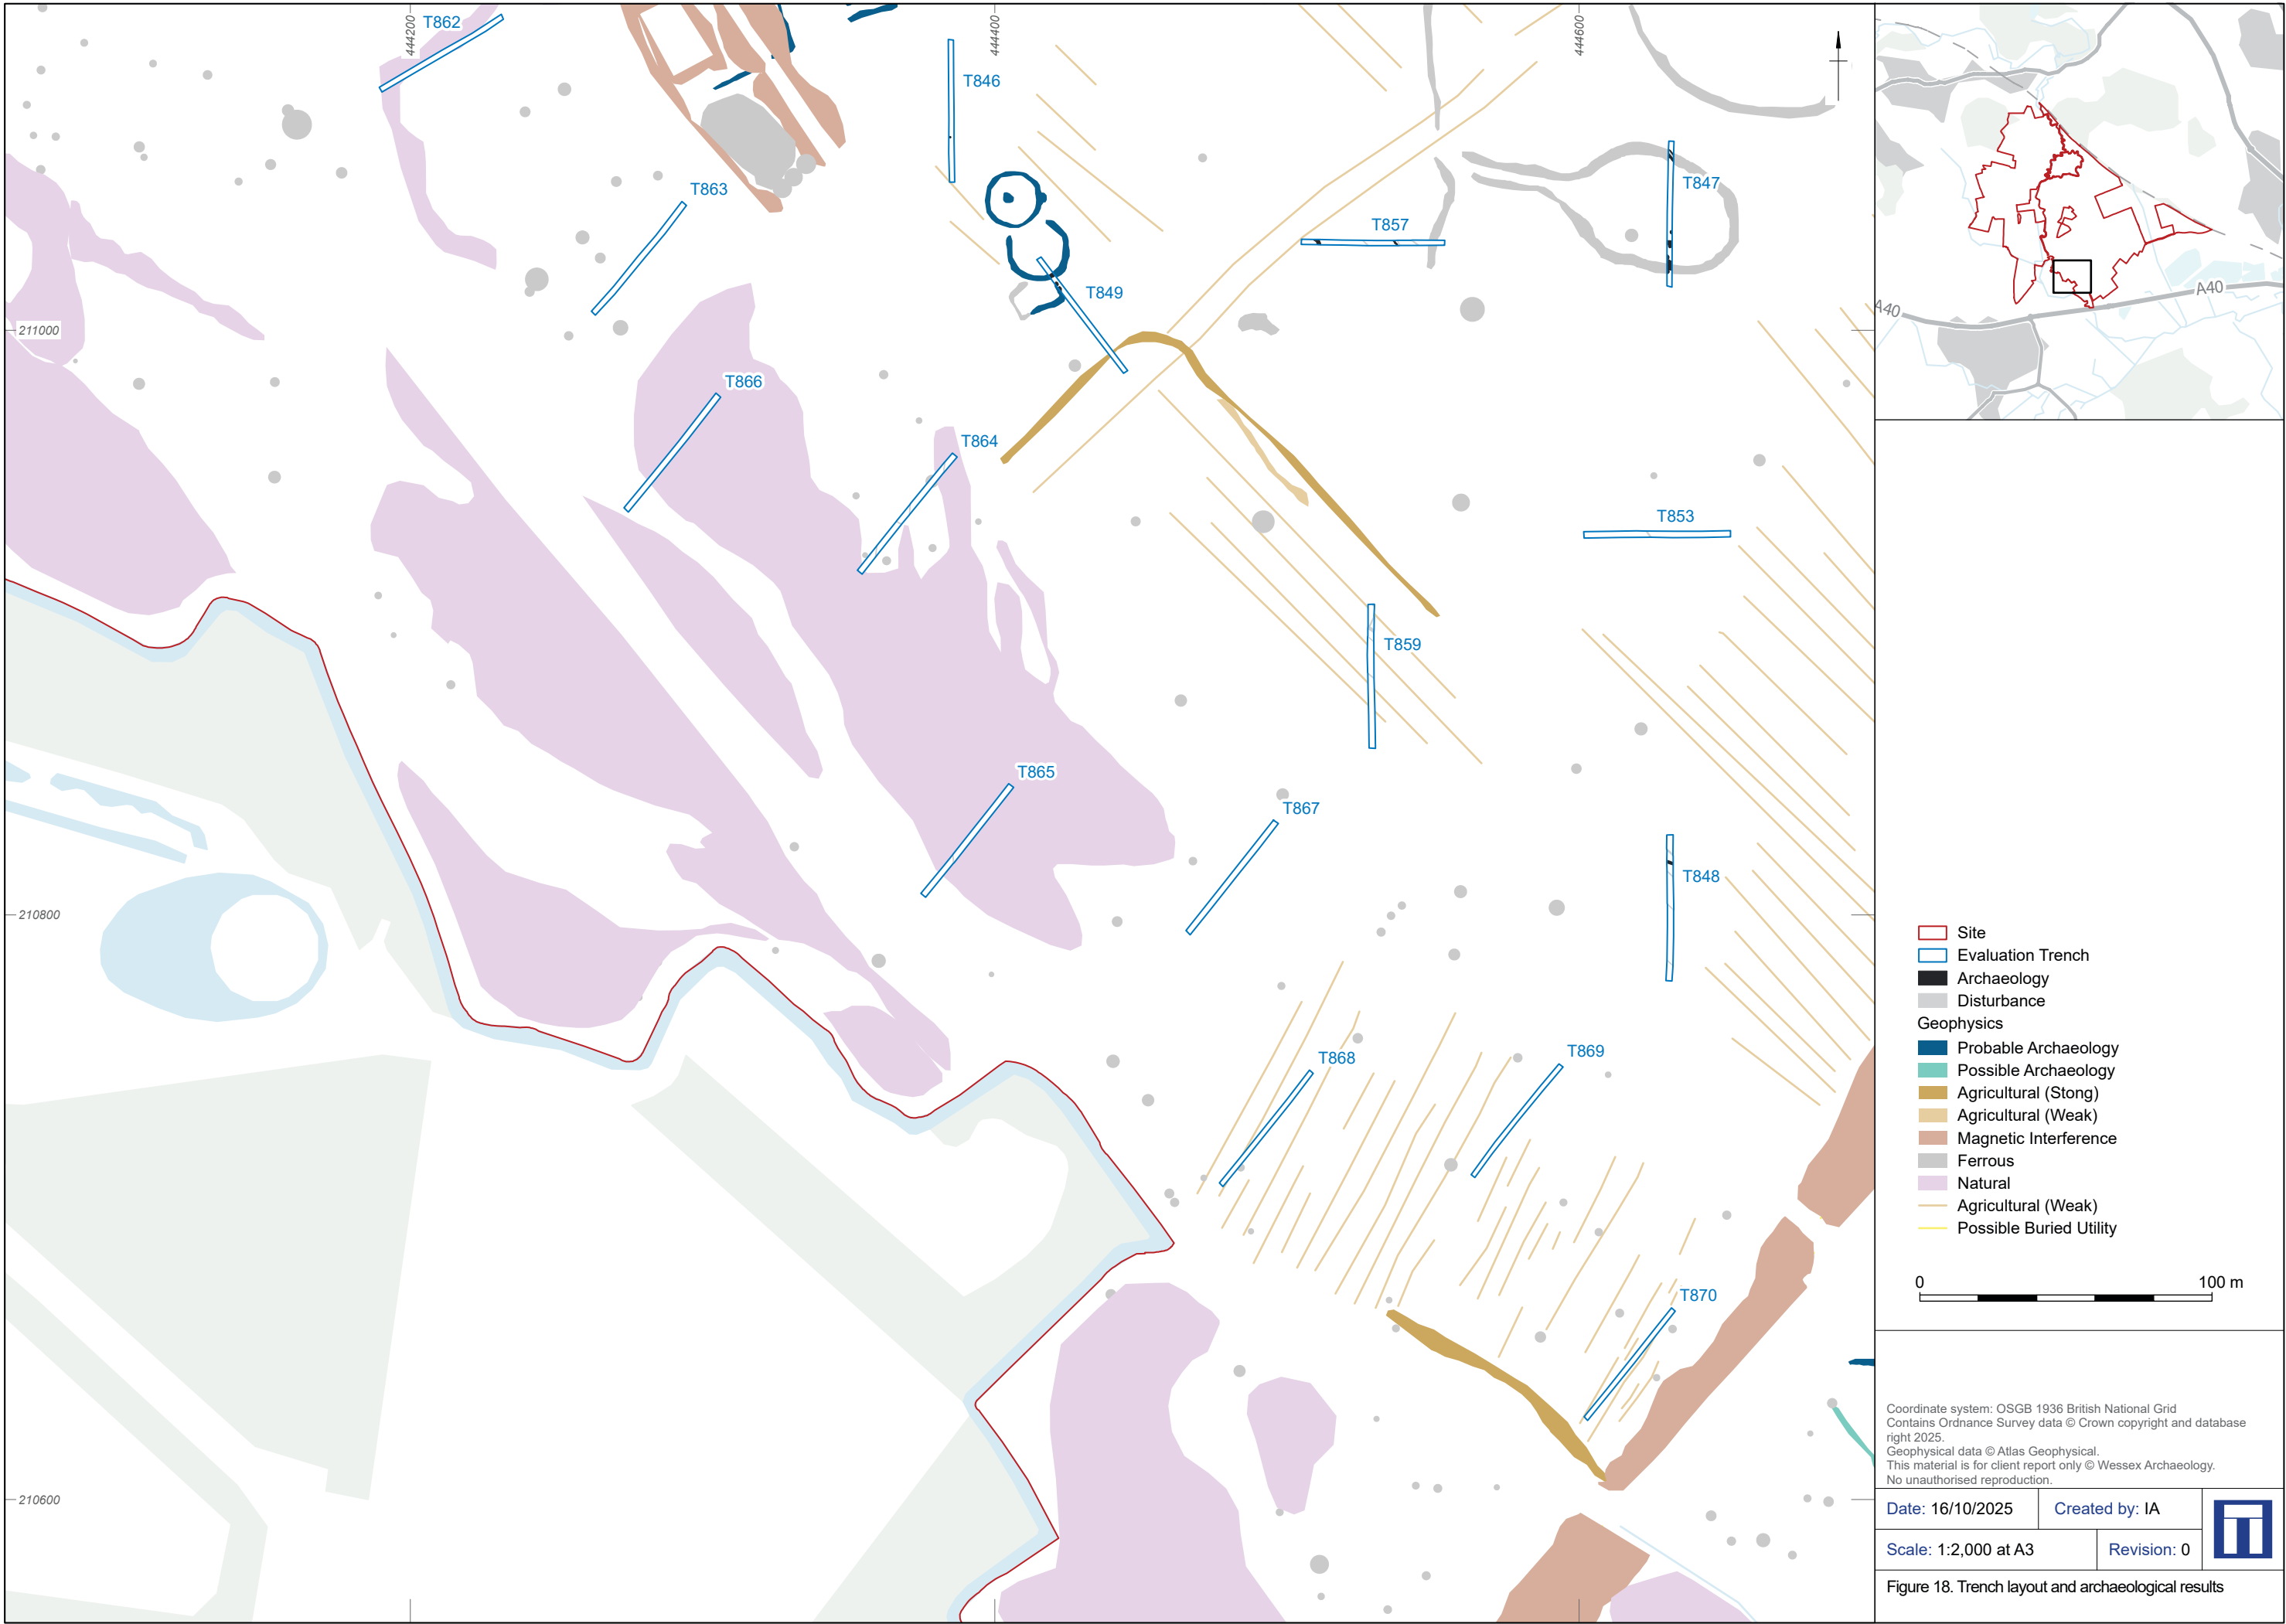 T862
444200
444400
444600
T846
T847
T863
T857
T849
211000
T866
T864
T853
T859
T865
T867
T848
210800
T868
T869
T870
210600
A40
A40
Site
Evaluation Trench
Archaeology
Disturbance
Geophysics
Probable Archaeology
Possible Archaeology
Agricultural (Stong)
Agricultural (Weak)
Magnetic Interference
Ferrous
Natural
Agricultural (Weak)
Possible Buried Utility
0 100 m
Coordinate system: OSGB 1936 British National Grid
Contains Ordnance Survey data © Crown copyright and database
right 2025.
Geophysical data © Atlas Geophysical.
This material is for client report only © Wessex Archaeology.
No unauthorised reproduction.
Date: 16/10/2025 Created by: IA
Scale: 1:2,000 at A3 Revision: 0
Figure 18. Trench layout and archaeological results